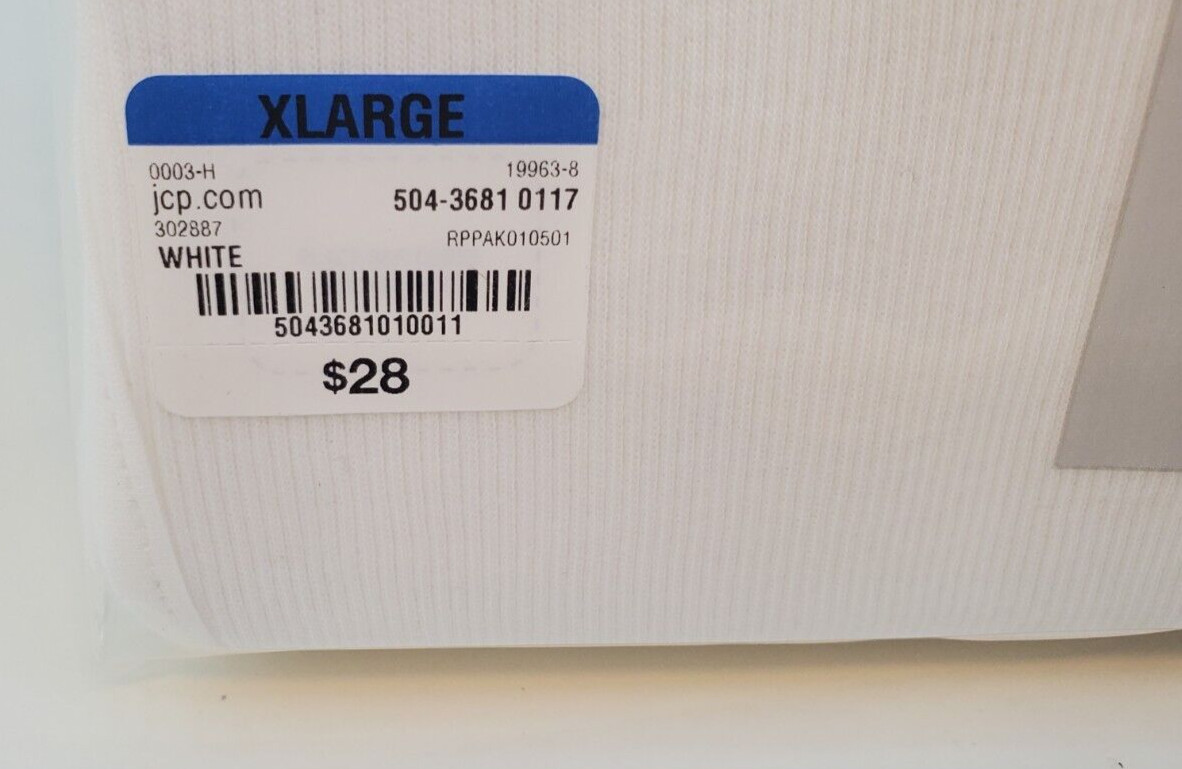 XLARGE
0003-H 19963-8
jcp.com 504-3681 0117
302887 RPPAK010501
WHITE
5043681010011
$28